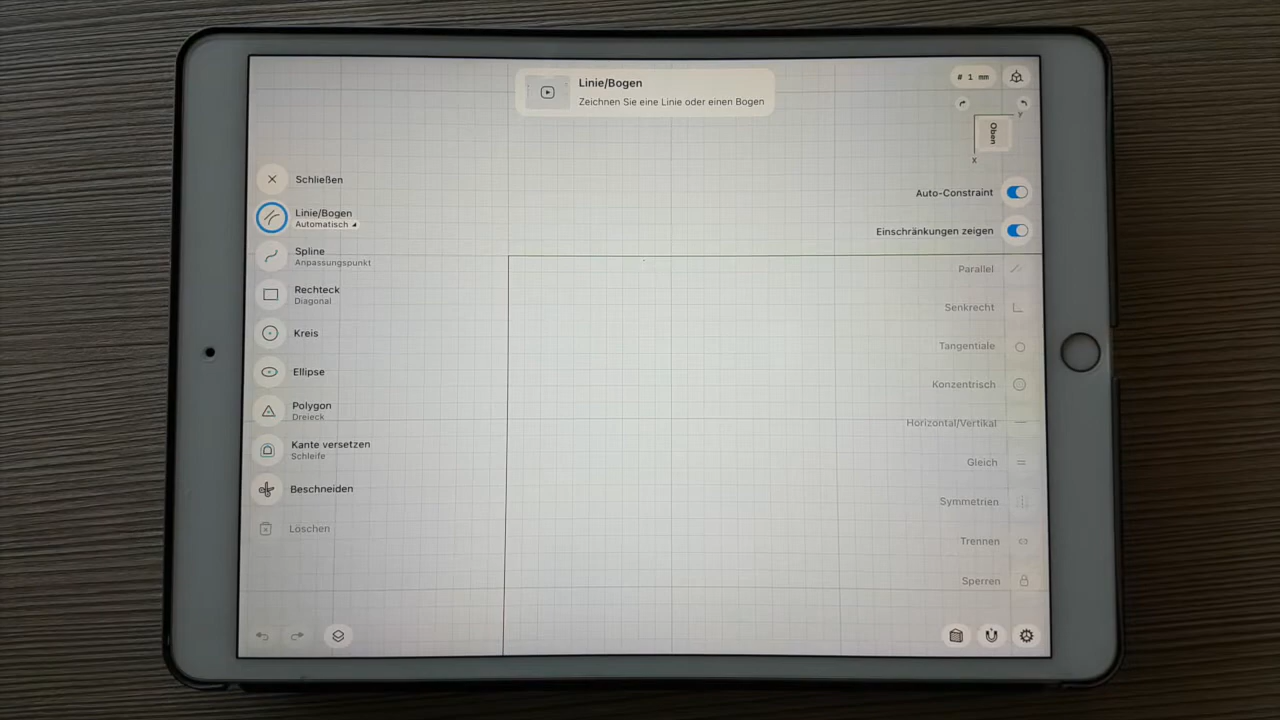 Linie/Bogen
Zeichnen Sie eine Linie oder einen Bogen
# 1 mm
y
Oben
x
Schließen
Linie/Bogen
Automatisch
Spline
Anpassungspunkt
Rechteck
Diagonal
Kreis
Ellipse
Polygon
Dreieck
Kante versetzen
Schleife
Beschneiden
Löschen
Auto-Constraint
Einschränkungen zeigen
Parallel
Senkrecht
Tangentiale
Konzentrisch
Horizontal/Vertikal
Gleich
Symmetrien
Trennen
Sperren